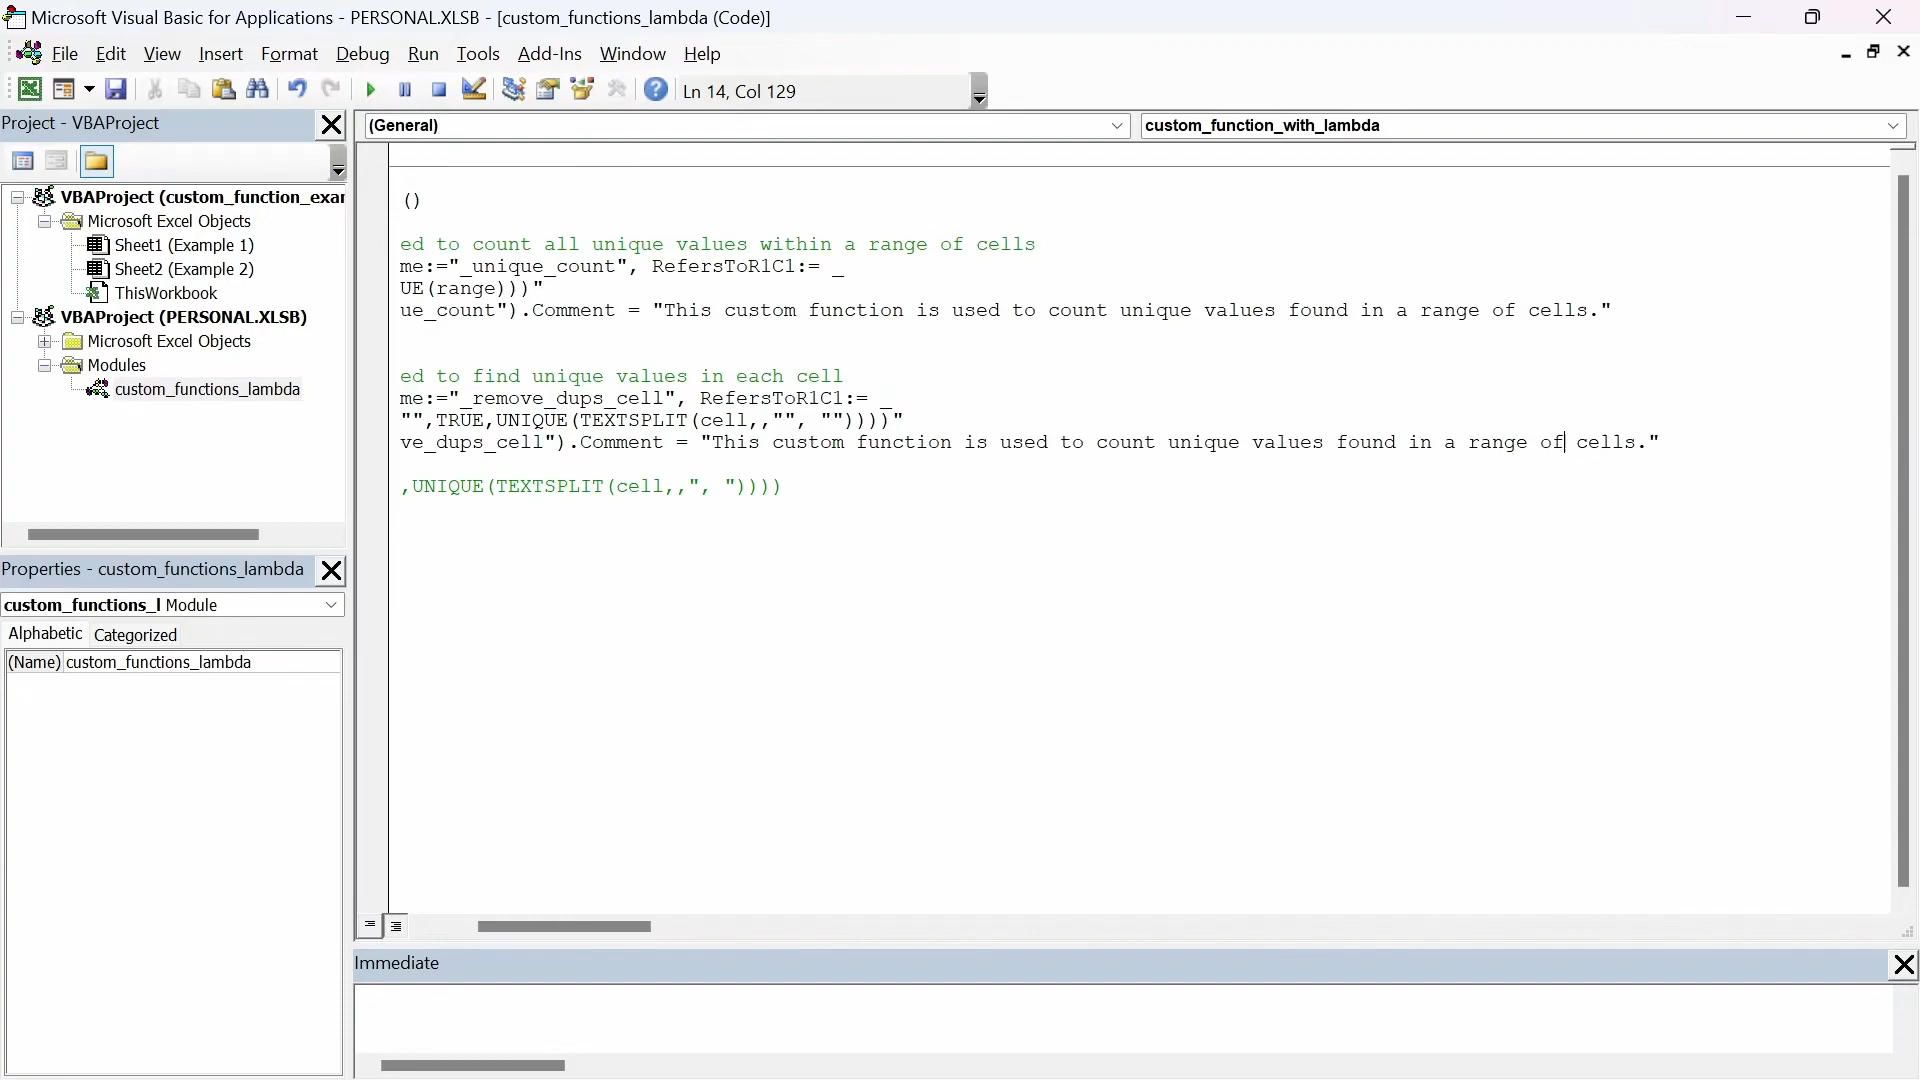 Microsoft Visual Basic for Applications - PERSONAL.XLSB - [custom_functions_lambda (Code)]
File Edit View Insert Format Debug Run Tools Add-Ins Window Help
Ln 14, Col 129
Project - VBAProject
(General)
custom_function_with_lambda
VBAProject (custom_function_exar
Microsoft Excel Objects
Sheet1 (Example 1)
Sheet2 (Example 2)
ThisWorkbook
VBAProject (PERSONAL.XLSB)
Microsoft Excel Objects
Modules
custom_functions_lambda
()
ed to count all unique values within a range of cells
me:="_unique_count", RefersToR1C1:= _
UE(range)))"
ue_count").Comment = "This custom function is used to count unique values found in a range of cells."
ed to find unique values in each cell
me:="_remove_dups_cell", RefersToR1C1:= _
"",TRUE,UNIQUE(TEXTSPLIT(cell,,"", ""))))"
ve_dups_cell").Comment = "This custom function is used to count unique values found in a range of cells."
,UNIQUE(TEXTSPLIT(cell,,", "))))
Properties - custom_functions_lambda
custom_functions_l Module
Alphabetic Categorized
(Name) custom_functions_lambda
Immediate